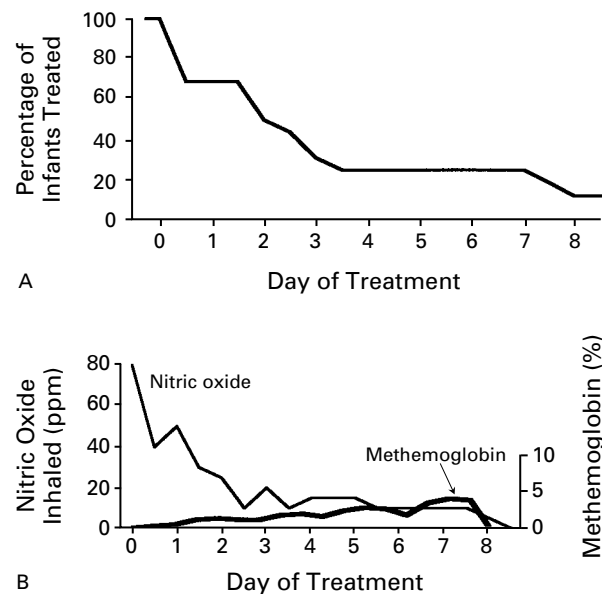 Percentage of
Infants Treated
100
80
60
40
20
0
0 1 2 3 4 5 6 7 8
Day of Treatment
A
Nitric Oxide
Inhaled (ppm)
80
60
40
20
0
Nitric oxide
Methemoglobin
10
5
0
Methemoglobin (%)
0 1 2 3 4 5 6 7 8
Day of Treatment
B